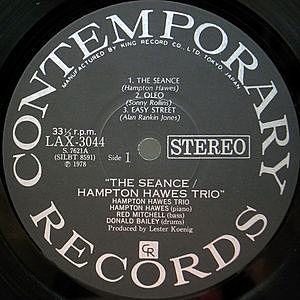 CONTEMPORARY
MANUFACTURED BY KING RECORD CO., LTD. TOKYO, JAPAN
1. THE SEANCE
(Hampton Hawes)
2. OLEO
(Sonny Rollins)
3. EASY STREET
(Alan Rankin Jones)
33⅓ r.p.m.
LAX-3044
S. 7621A
(SILBT 8591)
℗ 1978
Side 1
STEREO
"THE SEANCE /
HAMPTON HAWES TRIO"
HAMPTON HAWES TRIO
HAMPTON HAWES (piano)
RED MITCHELL (bass)
DONALD BAILEY (drums)
Produced by Lester Koenig
CR
RECORDS